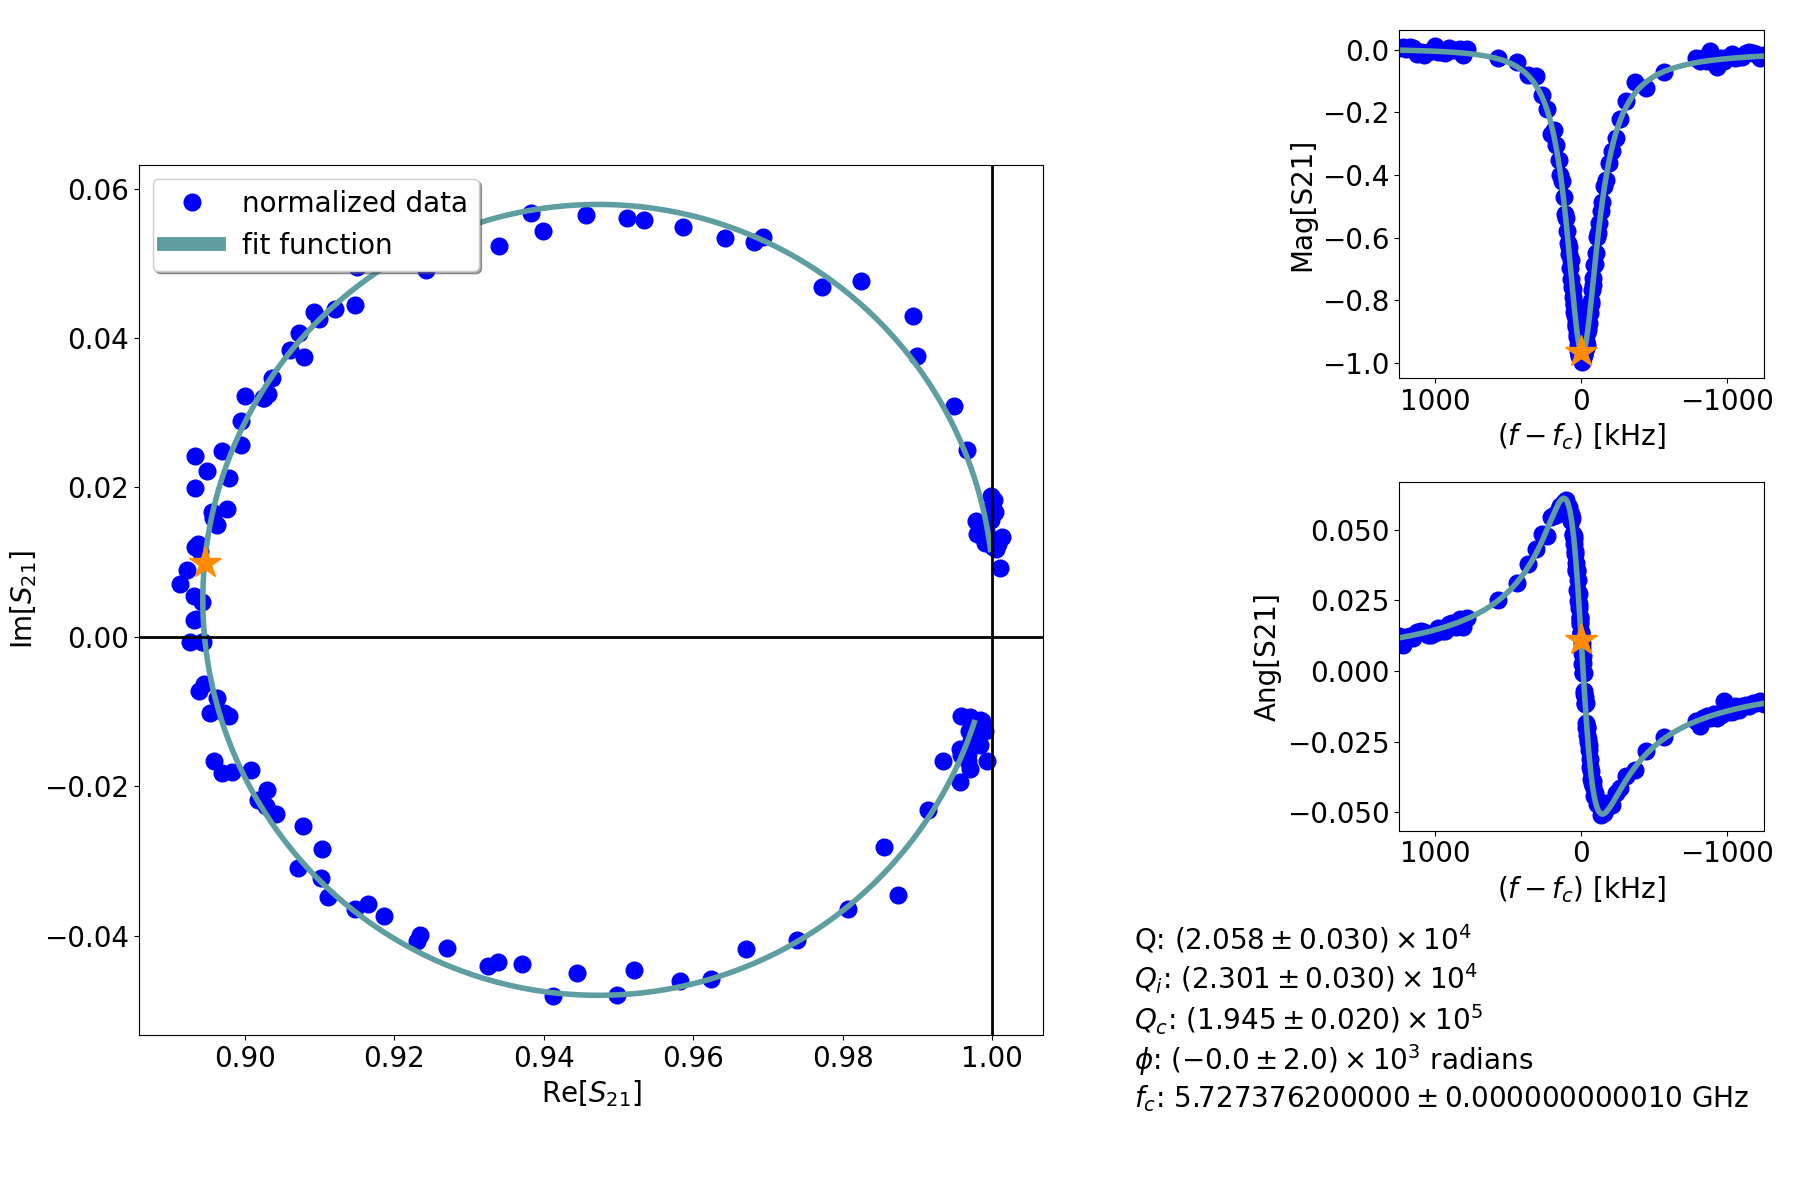 normalized data
fit function
0.06
0.04
0.02
0.00
−0.02
−0.04
Im[S21]
0.90
0.92
0.94
0.96
0.98
1.00
Re[S21]
0.0
−0.2
−0.4
−0.6
−0.8
−1.0
Mag[S21]
1000
0
−1000
(f − fc) [kHz]
0.050
0.025
0.000
−0.025
−0.050
Ang[S21]
1000
0
−1000
(f − fc) [kHz]
Q: (2.058 ± 0.030) × 10^4
Qi: (2.301 ± 0.030) × 10^4
Qc: (1.945 ± 0.020) × 10^5
ϕ: (−0.0 ± 2.0) × 10^3 radians
fc: 5.727376200000 ± 0.000000000010 GHz